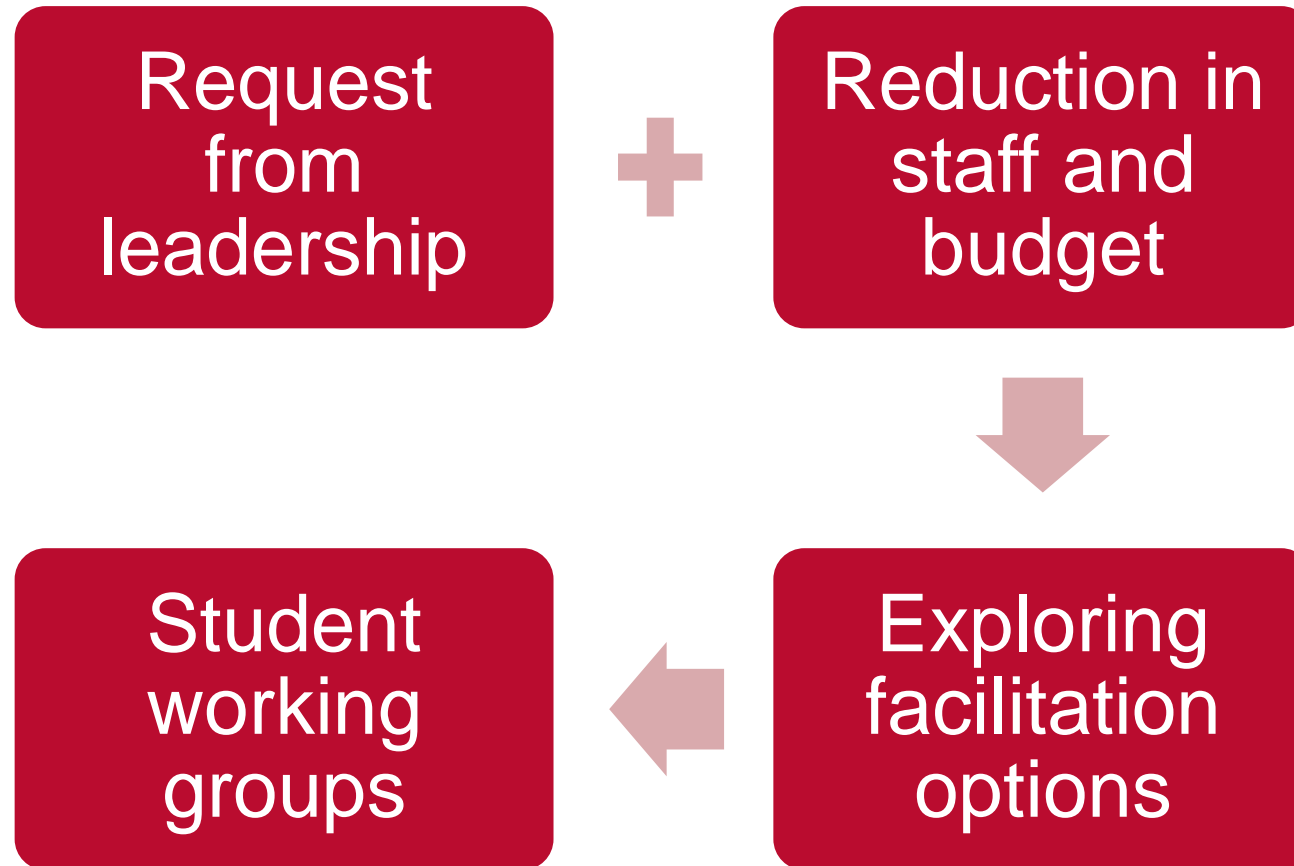 Request
from
leadership
Reduction in
staff and
budget
Exploring
facilitation
options
Student
working
groups